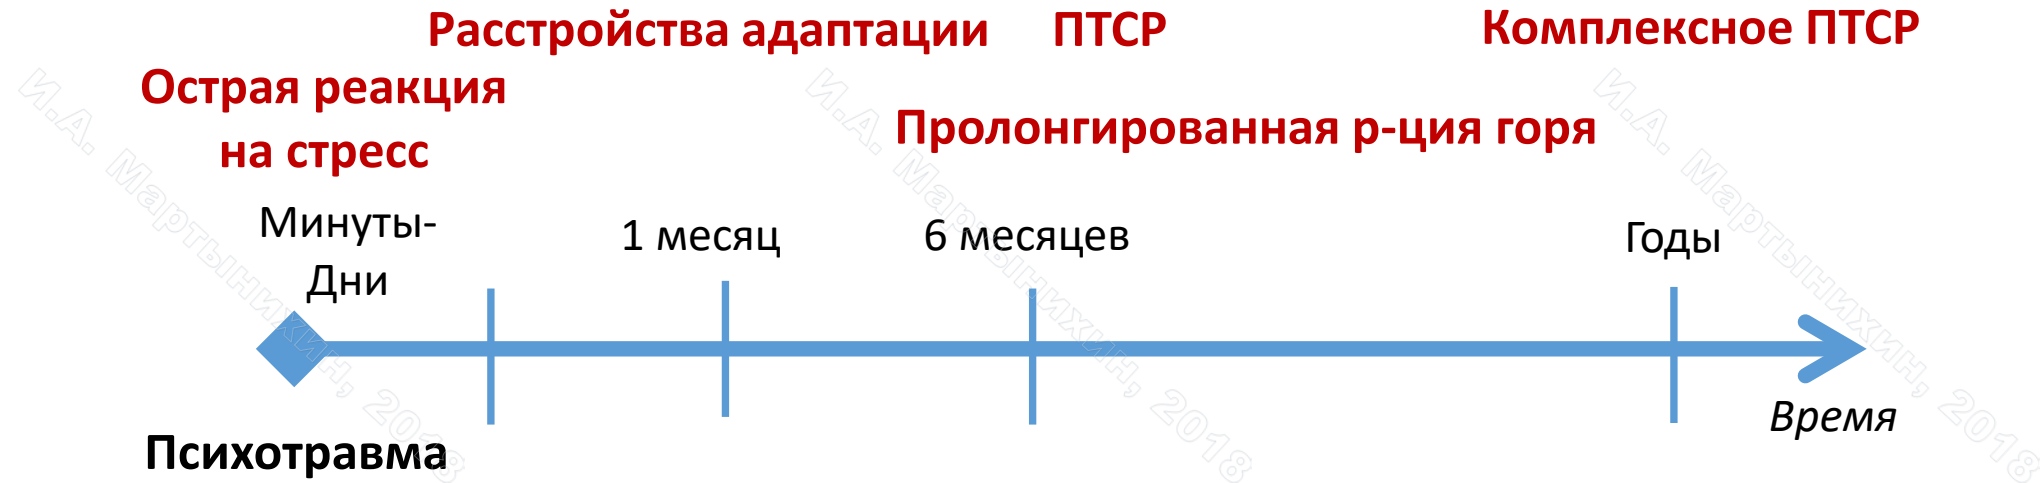 Расстройства адаптации ПТСР Комплексное ПТСР
Острая реакция
на стресс
Пролонгированная р-ция горя
Минуты-
Дни
1 месяц
6 месяцев
Годы
Время
Психотравма
И.А. Мартынихин, 2018
И.А. Мартынихин, 2018
И.А. Мартынихин, 2018